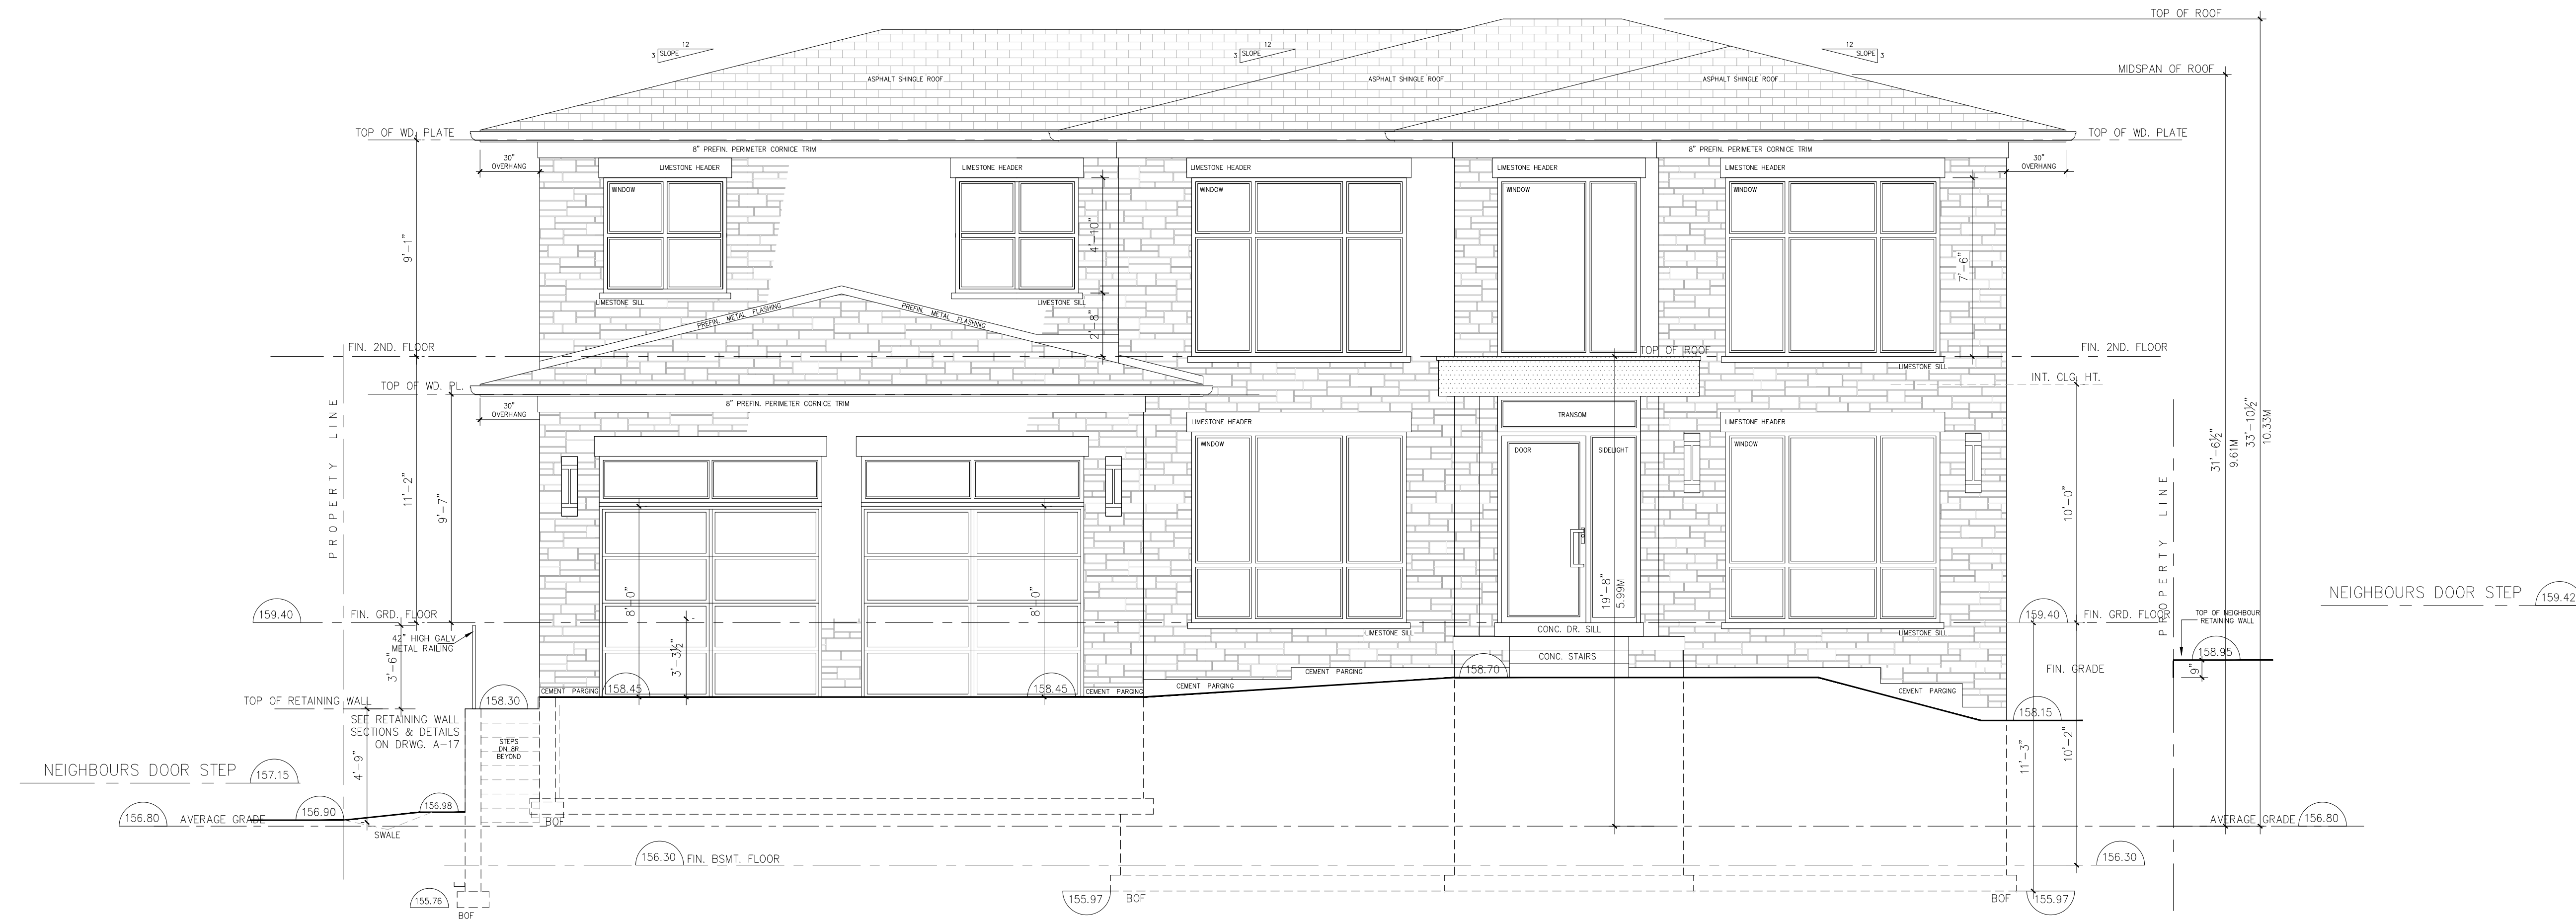 TOP OF ROOF
12
SLOPE
3
12
SLOPE
3
12
SLOPE
3
MIDSPAN OF ROOF
ASPHALT SHINGLE ROOF
ASPHALT SHINGLE ROOF
ASPHALT SHINGLE ROOF
TOP OF WD. PLATE
TOP OF WD. PLATE
8" PREFIN. PERIMETER CORNICE TRIM
8" PREFIN. PERIMETER CORNICE TRIM
30"
OVERHANG
30"
OVERHANG
LIMESTONE HEADER
LIMESTONE HEADER
LIMESTONE HEADER
LIMESTONE HEADER
LIMESTONE HEADER
WINDOW
WINDOW
WINDOW
WINDOW
WINDOW
9'-1"
4'-10"
7'-6"
LIMESTONE SILL
LIMESTONE SILL
PREFIN. METAL FLASHING
PREFIN. METAL FLASHING
2'-8"
FIN. 2ND. FLOOR
TOP OF ROOF
FIN. 2ND. FLOOR
LIMESTONE SILL
INT. CLG. HT.
TOP OF WD. PL.
8" PREFIN. PERIMETER CORNICE TRIM
30"
OVERHANG
LIMESTONE HEADER
TRANSOM
LIMESTONE HEADER
WINDOW
DOOR
SIDELIGHT
WINDOW
PROPERTY LINE
11'-2"
9'-7"
10'-0"
PROPERTY LINE
31'-6½"
9.61M
33'-10½"
10.33M
8'-0"
8'-0"
19'-8"
5.99M
NEIGHBOURS DOOR STEP
159.42
159.40
FIN. GRD. FLOOR
159.40
FIN. GRD. FLOOR
TOP OF NEIGHBOUR
RETAINING WALL
42" HIGH GALV.
METAL RAILING
3'-6"
3'-3½"
LIMESTONE SILL
CONC. DR. SILL
LIMESTONE SILL
CONC. STAIRS
158.95
9"
FIN. GRADE
158.70
CEMENT PARGING
CEMENT PARGING
CEMENT PARGING
158.45
158.45
CEMENT PARGING
CEMENT PARGING
TOP OF RETAINING WALL
158.30
158.15
SEE RETAINING WALL
SECTIONS & DETAILS
ON DRWG. A-17
STEPS
DN. 8R
BEYOND
4'-9"
11'-3"
10'-2"
NEIGHBOURS DOOR STEP
157.15
156.98
156.90
156.80
AVERAGE GRADE
SWALE
BOF
AVERAGE GRADE
156.80
156.30
FIN. BSMT. FLOOR
156.30
155.76
BOF
155.97
BOF
BOF
155.97